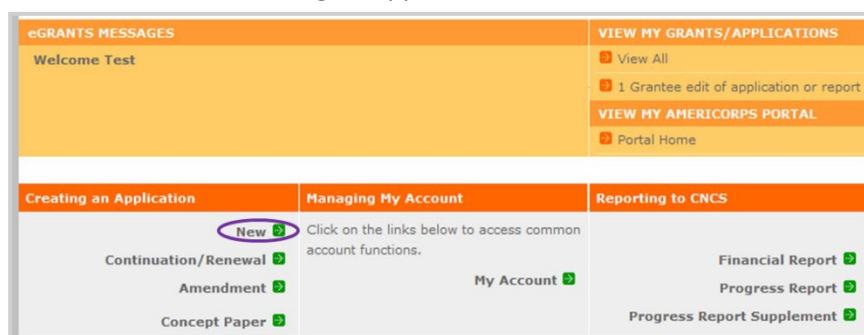 eGRANTS MESSAGES
Welcome Test
VIEW MY GRANTS/APPLICATIONS
View All
1 Grantee edit of application or report
VIEW MY AMERICORPS PORTAL
Portal Home
Creating an Application
New
Continuation/Renewal
Amendment
Concept Paper
Managing My Account
Click on the links below to access common
account functions.
My Account
Reporting to CNCS
Financial Report
Progress Report
Progress Report Supplement